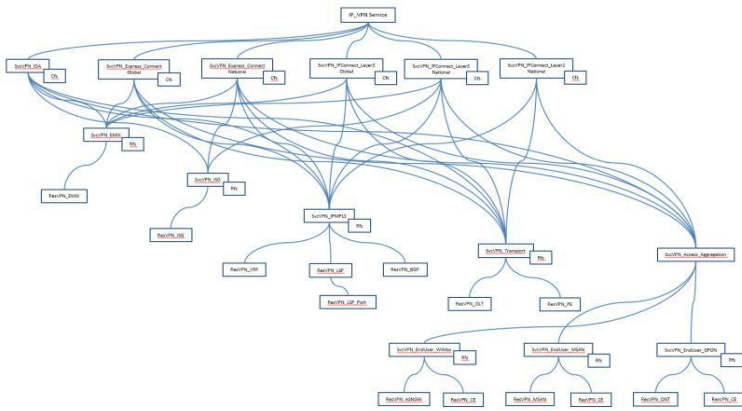 IP_VPN Service
SvcVPN_IDA
Cfs
SvcVPN_Express_Connect
Global
Cfs
SvcVPN_Express_Connect
National
Cfs
SvcVPN_IPConnect_Layer3
Global
Cfs
SvcVPN_IPConnect_Layer3
National
Cfs
SvcVPN_IPConnect_Layer2
National
Cfs
SvcVPN_EMIX
Rfs
SvcVPN_ISG
Rfs
ResVPN_EMIX
ResVPN_ISG
SvcVPN_IPMPLS
Rfs
SvcVPN_Transport
Rfs
SvcVPN_Access_Aggregation
ResVPN_VRF
ResVPN_LSP
ResVPN_BGP
ResVPN_LSP_Pam
ResVPN_OLT
ResVPN_PE
SvcVPN_EndUser_WiMax
Rfs
SvcVPN_EndUser_MSAN
Rfs
SvcVPN_EndUser_GPON
Rfs
ResVPN_ASNGW
ResVPN_CE
ResVPN_MSAN
ResVPN_CE
ResVPN_ONT
ResVPN_CE